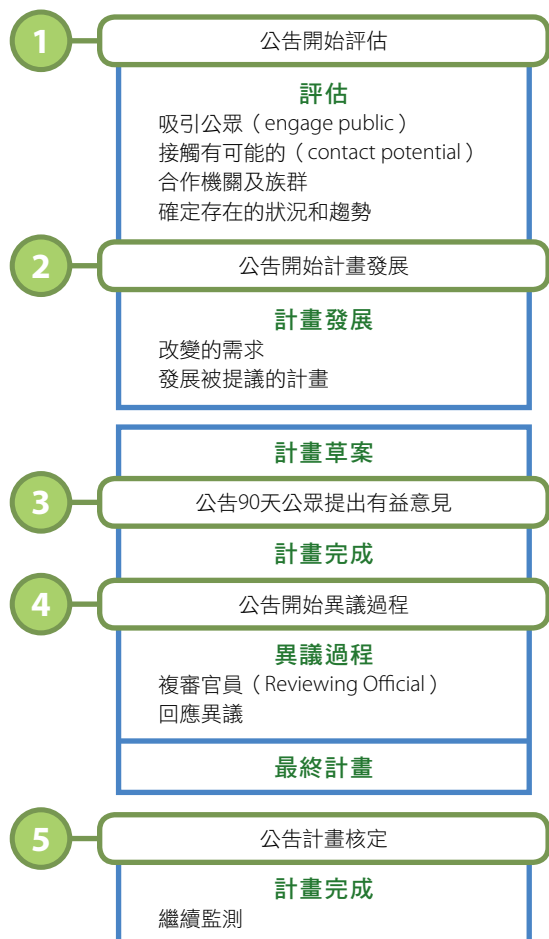 1
公告開始評估
評估
吸引公眾（engage public）
接觸有可能的（contact potential）
合作機關及族群
確定存在的狀況和趨勢
2
公告開始計畫發展
計畫發展
改變的需求
發展被提議的計畫
計畫草案
3
公告90天公眾提出有益意見
計畫完成
4
公告開始異議過程
異議過程
複審官員（Reviewing Official）
回應異議
最終計畫
5
公告計畫核定
計畫完成
繼續監測